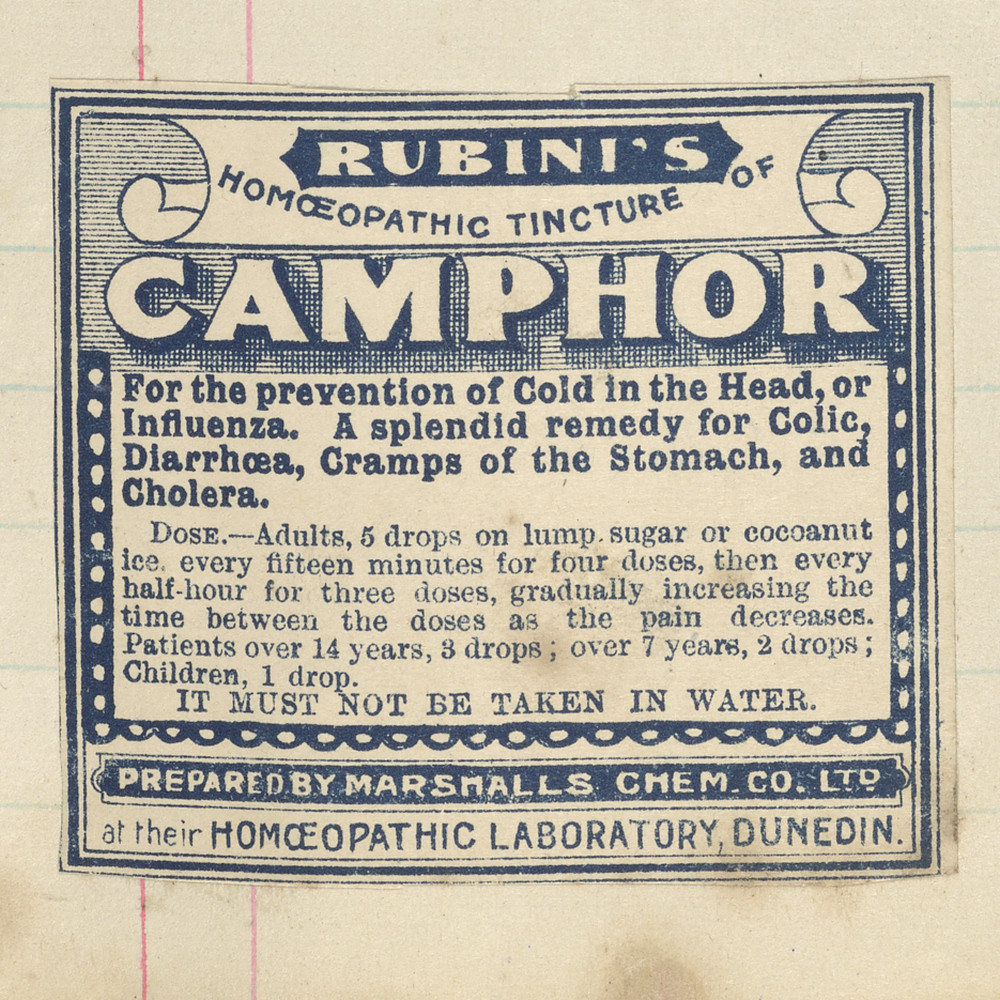 RUBINI'S
HOMŒOPATHIC TINCTURE OF
CAMPHOR
For the prevention of Cold in the Head, or
Influenza. A splendid remedy for Colic,
Diarrhœa, Cramps of the Stomach, and
Cholera.
DOSE.—Adults, 5 drops on lump sugar or cocoanut
ice, every fifteen minutes for four doses, then every
half-hour for three doses, gradually increasing the
time between the doses as the pain decreases.
Patients over 14 years, 3 drops; over 7 years, 2 drops;
Children, 1 drop.
IT MUST NOT BE TAKEN IN WATER.
PREPARED BY MARSHALLS CHEM. CO. LTD
at their HOMŒOPATHIC LABORATORY, DUNEDIN.